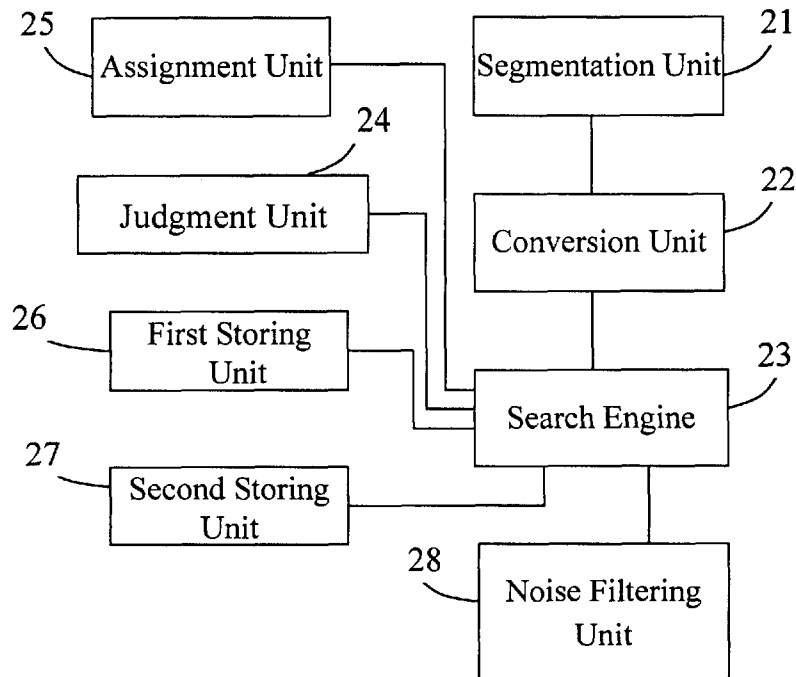 25
Assignment Unit
21
Segmentation Unit
24
Judgment Unit
22
Conversion Unit
26
First Storing
Unit
23
Search Engine
27
Second Storing
Unit
28
Noise Filtering
Unit